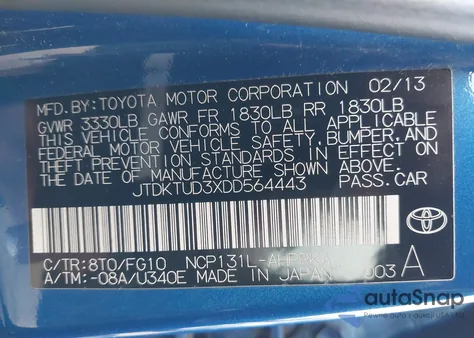 MFD.BY:TOYOTA MOTOR CORPORATION 02/13
GVWR 3330LB GAWR FR 1830LB RR 1830LB
THIS VEHICLE CONFORMS TO ALL APPLICABLE
FEDERAL MOTOR VEHICLE SAFETY,BUMPER,AND
THEFT PREVENTION STANDARDS IN EFFECT ON
THE DATE OF MANUFACTURE SHOWN ABOVE.
JTDKTUD3XDD564443 PASS.CAR
C/TR:8T0/FG10 NCP131L-
A/TM:-08A/U340E MADE IN JAPAN 003 A
TOYOTA
autoSnap